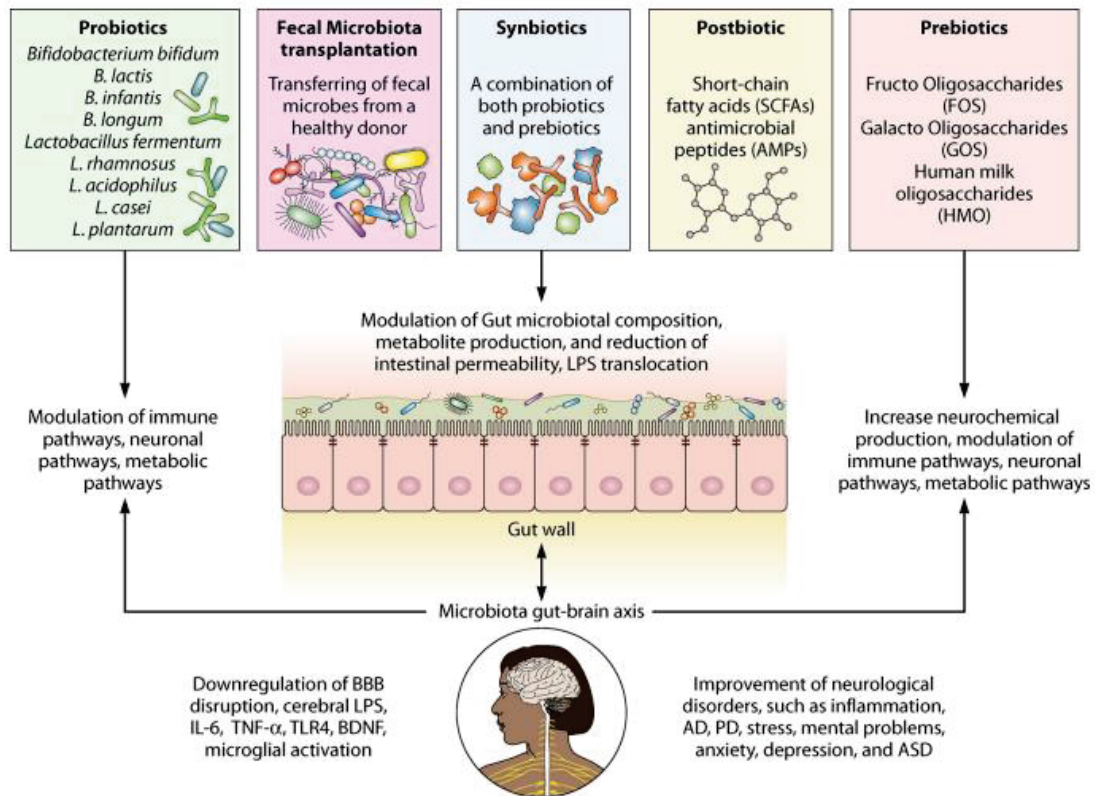 Probiotics
Bifidobacterium bifidum
B. lactis
B. infantis
B. longum
Lactobacillus fermentum
L. rhamnosus
L. acidophilus
L. casei
L. plantarum
Fecal Microbiota
transplantation
Transferring of fecal
microbes from a
healthy donor
Synbiotics
A combination of
both probiotics
and prebiotics
Postbiotic
Short-chain
fatty acids (SCFAs)
antimicrobial
peptides (AMPs)
Prebiotics
Fructo Oligosaccharides
(FOS)
Galacto Oligosaccharides
(GOS)
Human milk
oligosaccharides
(HMO)
Modulation of Gut microbiotal composition,
metabolite production, and reduction of
intestinal permeability, LPS translocation
Modulation of immune
pathways, neuronal
pathways, metabolic
pathways
Increase neurochemical
production, modulation of
immune pathways, neuronal
pathways, metabolic pathways
Gut wall
Microbiota gut-brain axis
Downregulation of BBB
disruption, cerebral LPS,
IL-6, TNF-α, TLR4, BDNF,
microglial activation
Improvement of neurological
disorders, such as inflammation,
AD, PD, stress, mental problems,
anxiety, depression, and ASD